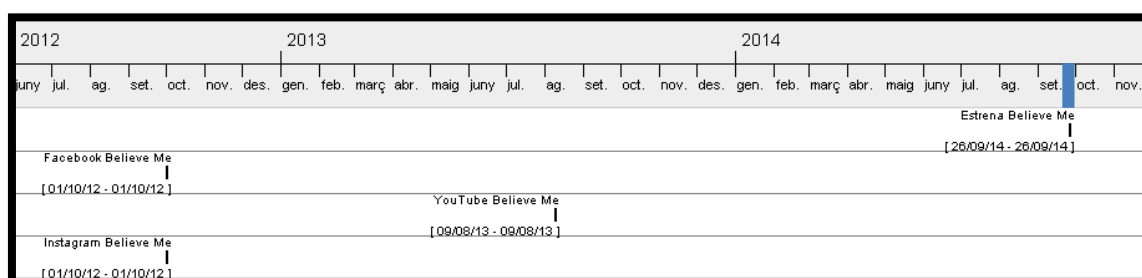 2012 2013 2014
juny jul. ag. set. oct. nov. des. gen. feb. març abr. maig juny jul. ag. set. oct. nov. des. gen. feb. març abr. maig juny jul. ag. set. oct. nov.
Estrena Believe Me
[ 26/09/14 - 26/09/14 ]
Facebook Believe Me
[ 01/10/12 - 01/10/12 ]
YouTube Believe Me
[ 09/08/13 - 09/08/13 ]
Instagram Believe Me
[ 01/10/12 - 01/10/12 ]